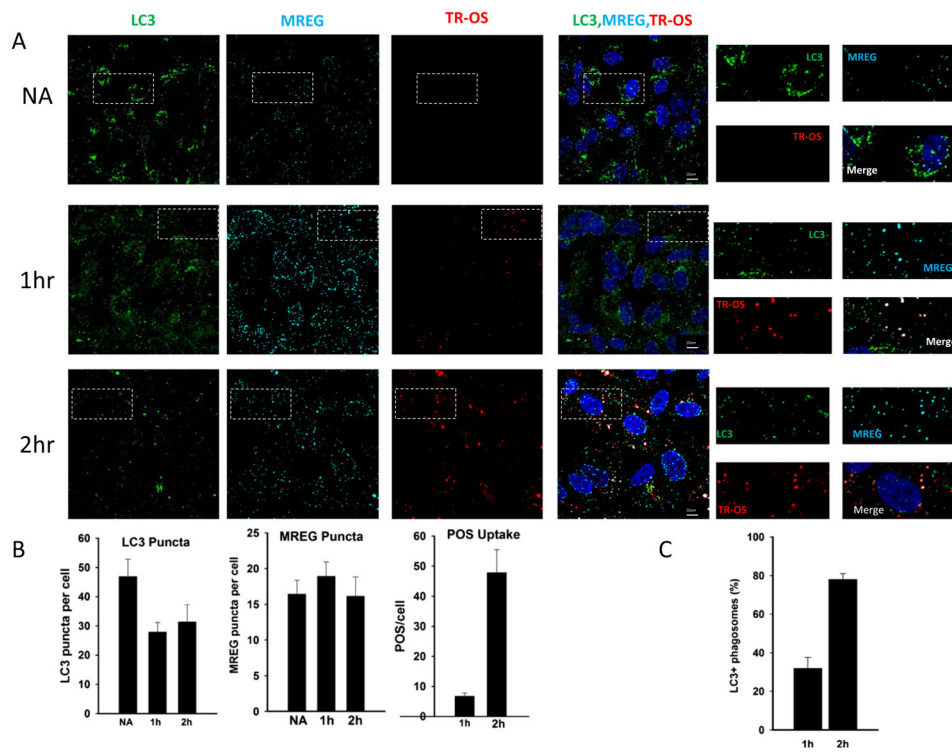 LC3 MREG TR-OS LC3,MREG,TR-OS
A
NA
LC3 MREG
TR-OS Merge
10μm
1hr
LC3 MREG
TR-OS Merge
10μm
2hr
LC3 MREG
TR-OS Merge
10μm
B
LC3 Puncta
LC3 puncta per cell
60
50
40
30
20
10
0
NA 1h 2h
MREG Puncta
MREG puncta per cell
25
20
15
10
5
0
NA 1h 2h
POS Uptake
POS/cell
60
50
40
30
20
10
0
1h 2h
C
LC3+ phagosomes (%)
100
80
60
40
20
0
1h 2h